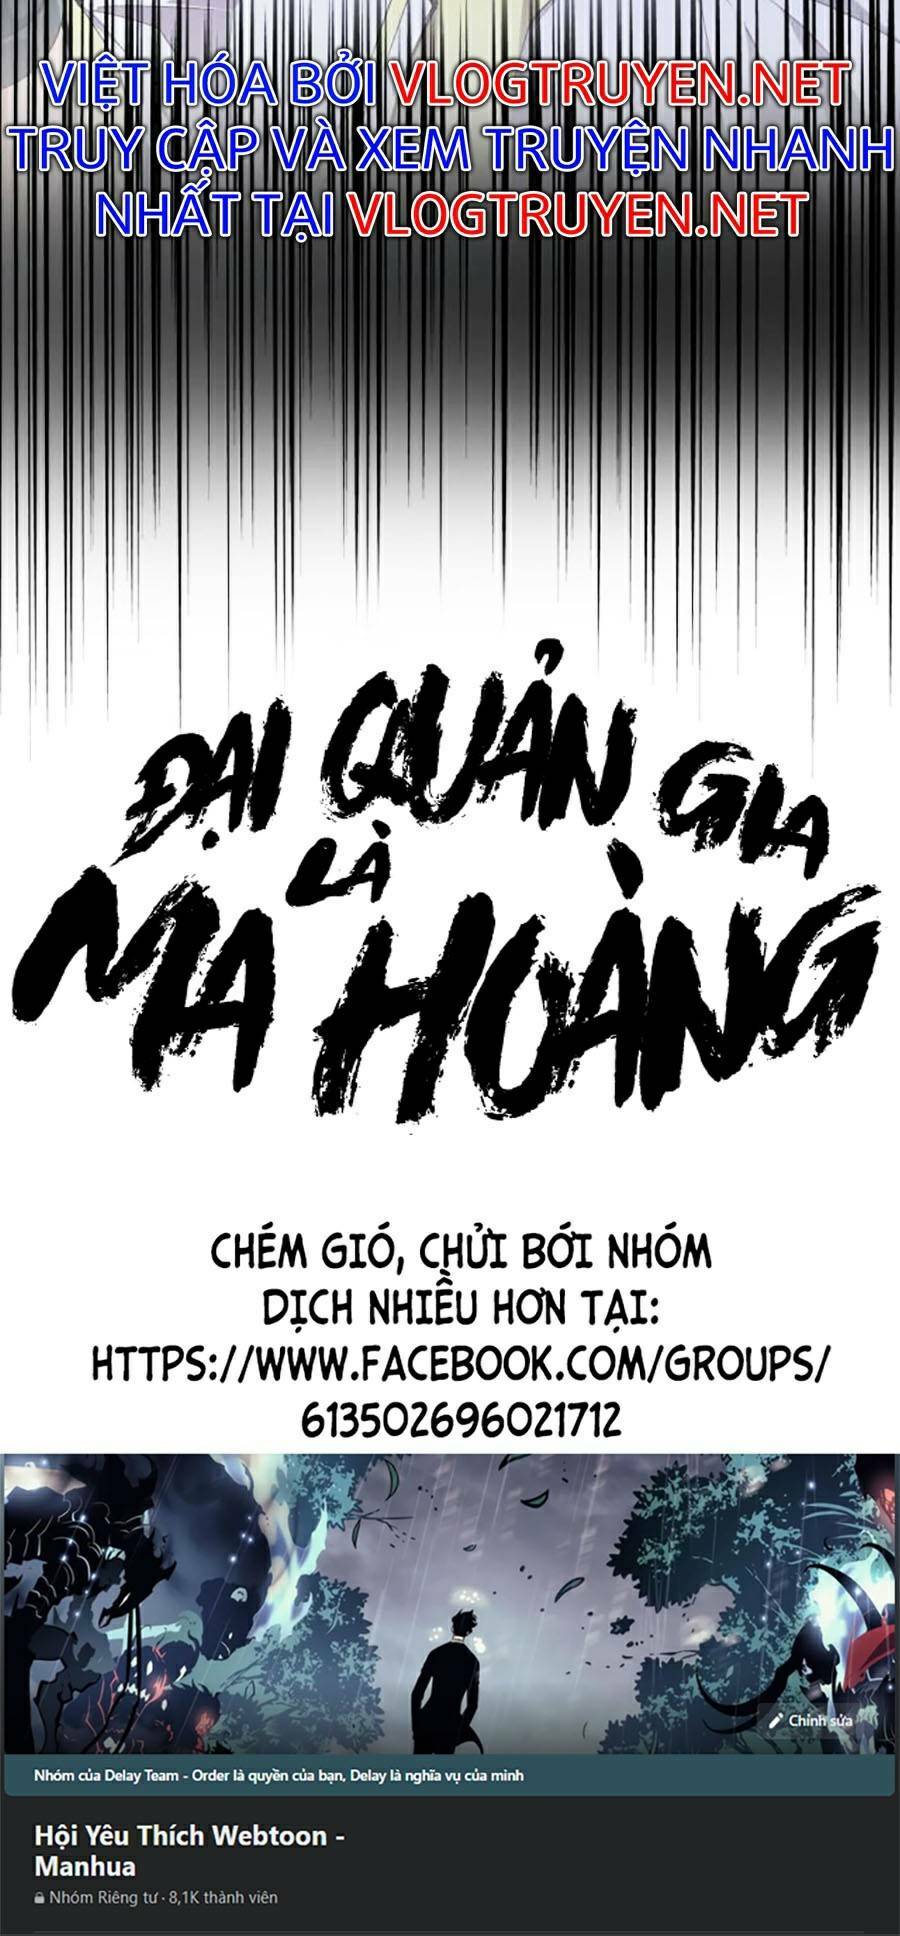 VIỆT HÓA BỞI VLOGTRUYEN.NET
TRUY CẬP VÀ XEM TRUYỆN NHANH
NHẤT TẠI VLOGTRUYEN.NET
ĐẠI QUẢN GIA
LÀ
MA HOÀNG
CHÉM GIÓ, CHỬI BỚI NHÓM
DỊCH NHIỀU HƠN TẠI:
HTTPS://WWW.FACEBOOK.COM/GROUPS/
613502696021712
Chỉnh sửa
Nhóm của Delay Team - Order là quyền của bạn, Delay là nghĩa vụ của mình
Hội Yêu Thích Webtoon -
Manhua
Nhóm Riêng tư · 8,1K thành viên